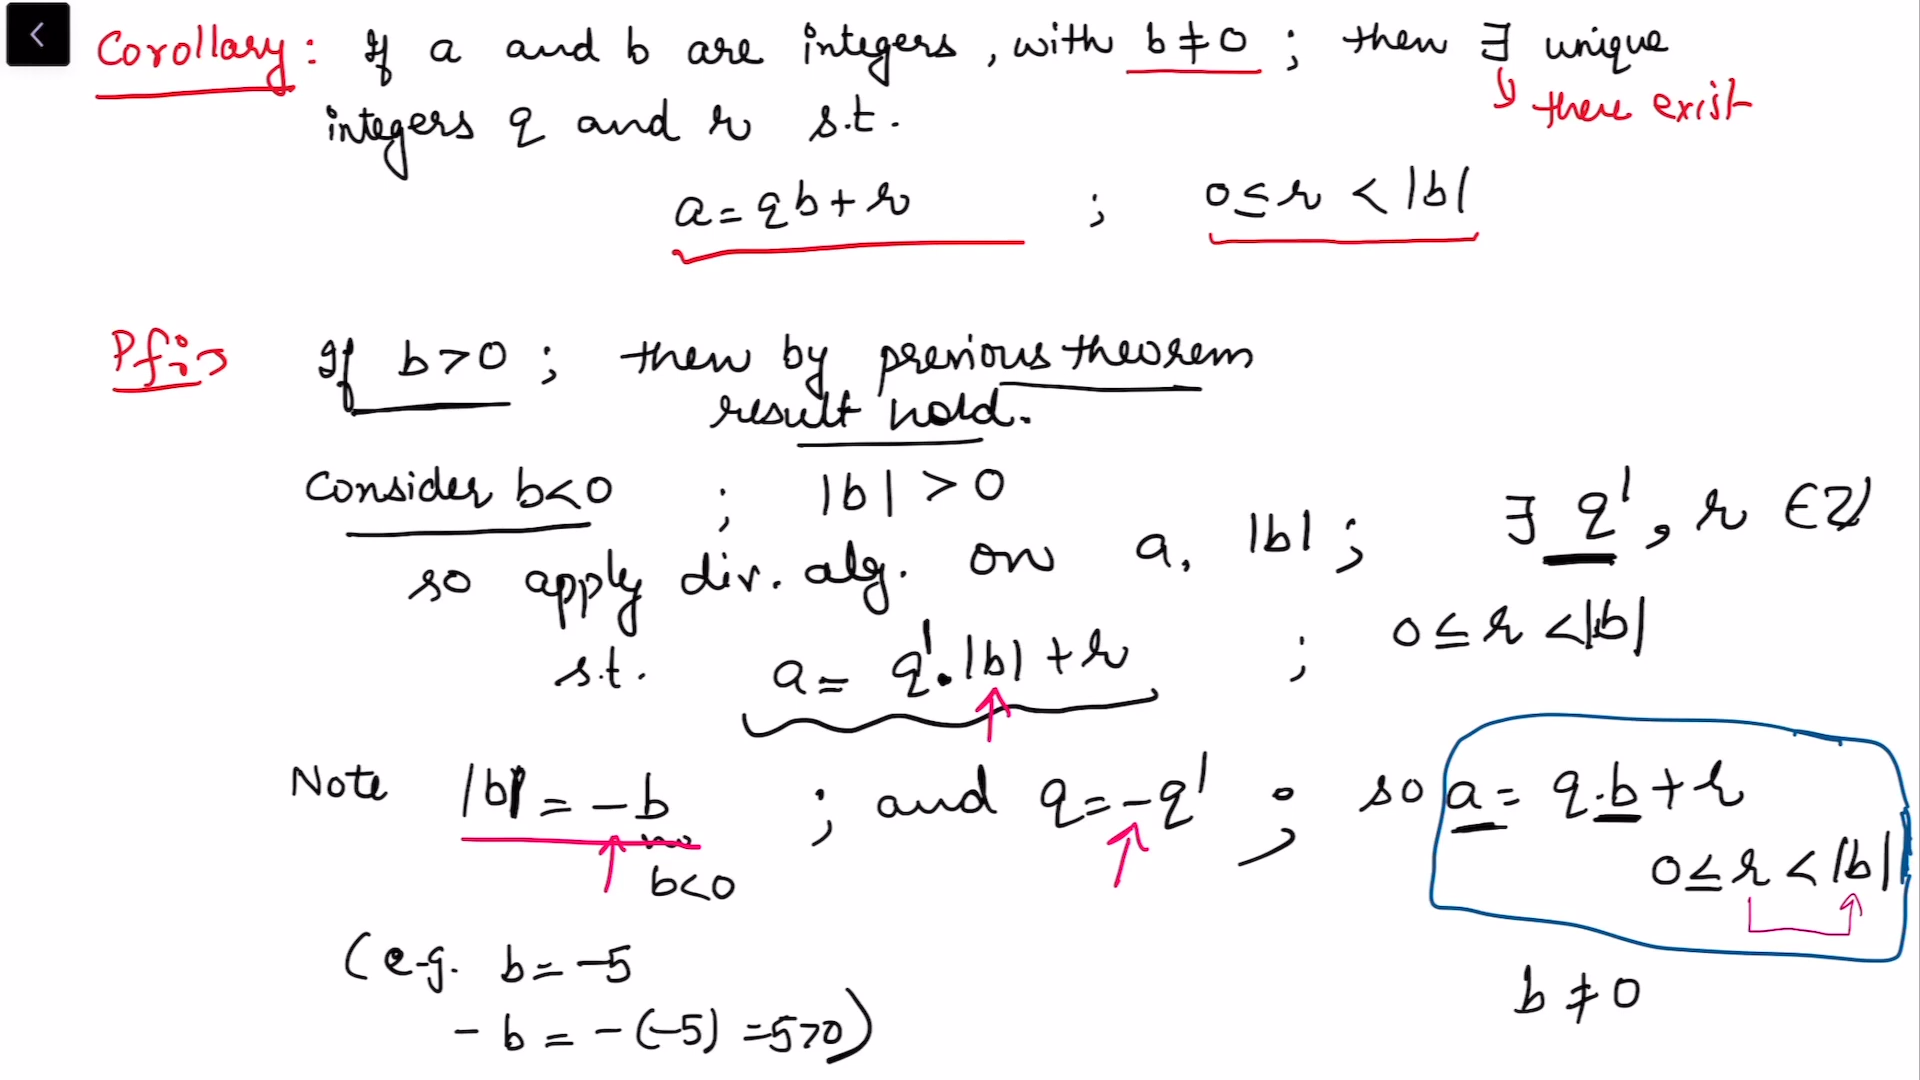 Corollary: If a and b are integers, with b ≠ 0 ; then ∃ unique
there exist
integers q and r s.t.
a = qb + r ; 0 ≤ r < |b|
Pf:→ If b > 0 ; then by previous theorem
result hold.
Consider b < 0 ; |b| > 0
so apply div. alg. on a, |b| ; ∃ q', r ∈ ℤ
s.t. a = q'.|b| + r ; 0 ≤ r < |b|
Note |b| = -b ; and q = -q' ; so a = q.b + r
b < 0 0 ≤ r < |b|
(e.g. b = -5
- b = -(-5) = 5 > 0)
b ≠ 0